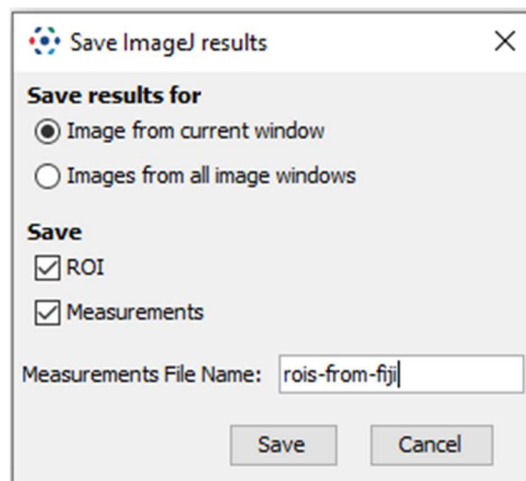 Save ImageJ results
Save results for
Image from current window
Images from all image windows
Save
ROI
Measurements
Measurements File Name: rois-from-fiji
Save Cancel